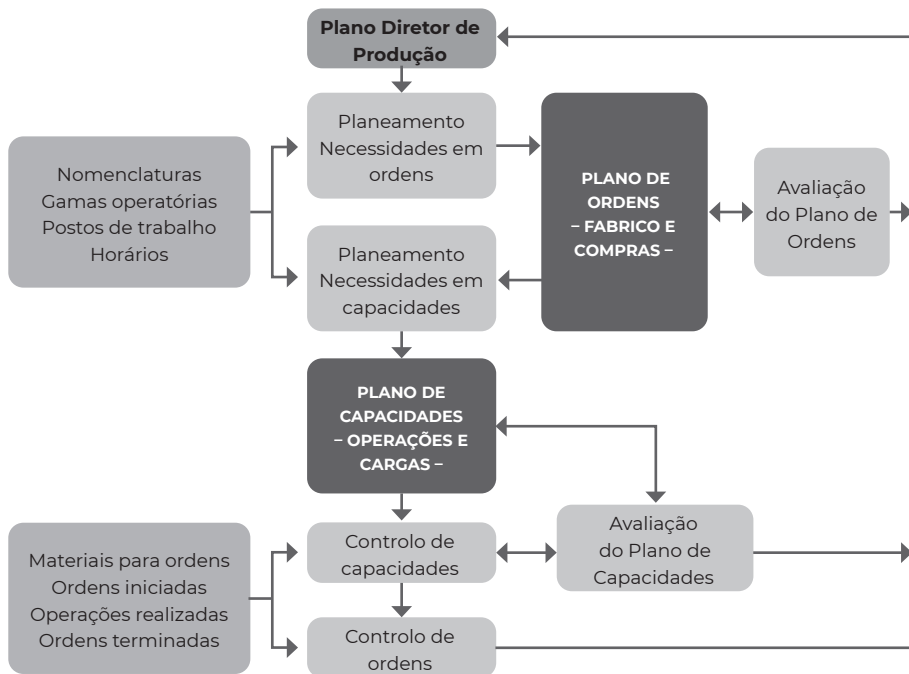 Plano Diretor de
Produção
Planeamento
Necessidades em
ordens
PLANO DE
ORDENS
– FABRICO E
COMPRAS –
Avaliação
do Plano de
Ordens
Nomenclaturas
Gamas operatórias
Postos de trabalho
Horários
Planeamento
Necessidades em
capacidades
PLANO DE
CAPACIDADES
– OPERAÇÕES E
CARGAS –
Materiais para ordens
Ordens iniciadas
Operações realizadas
Ordens terminadas
Controlo de
capacidades
Avaliação
do Plano de
Capacidades
Controlo de
ordens